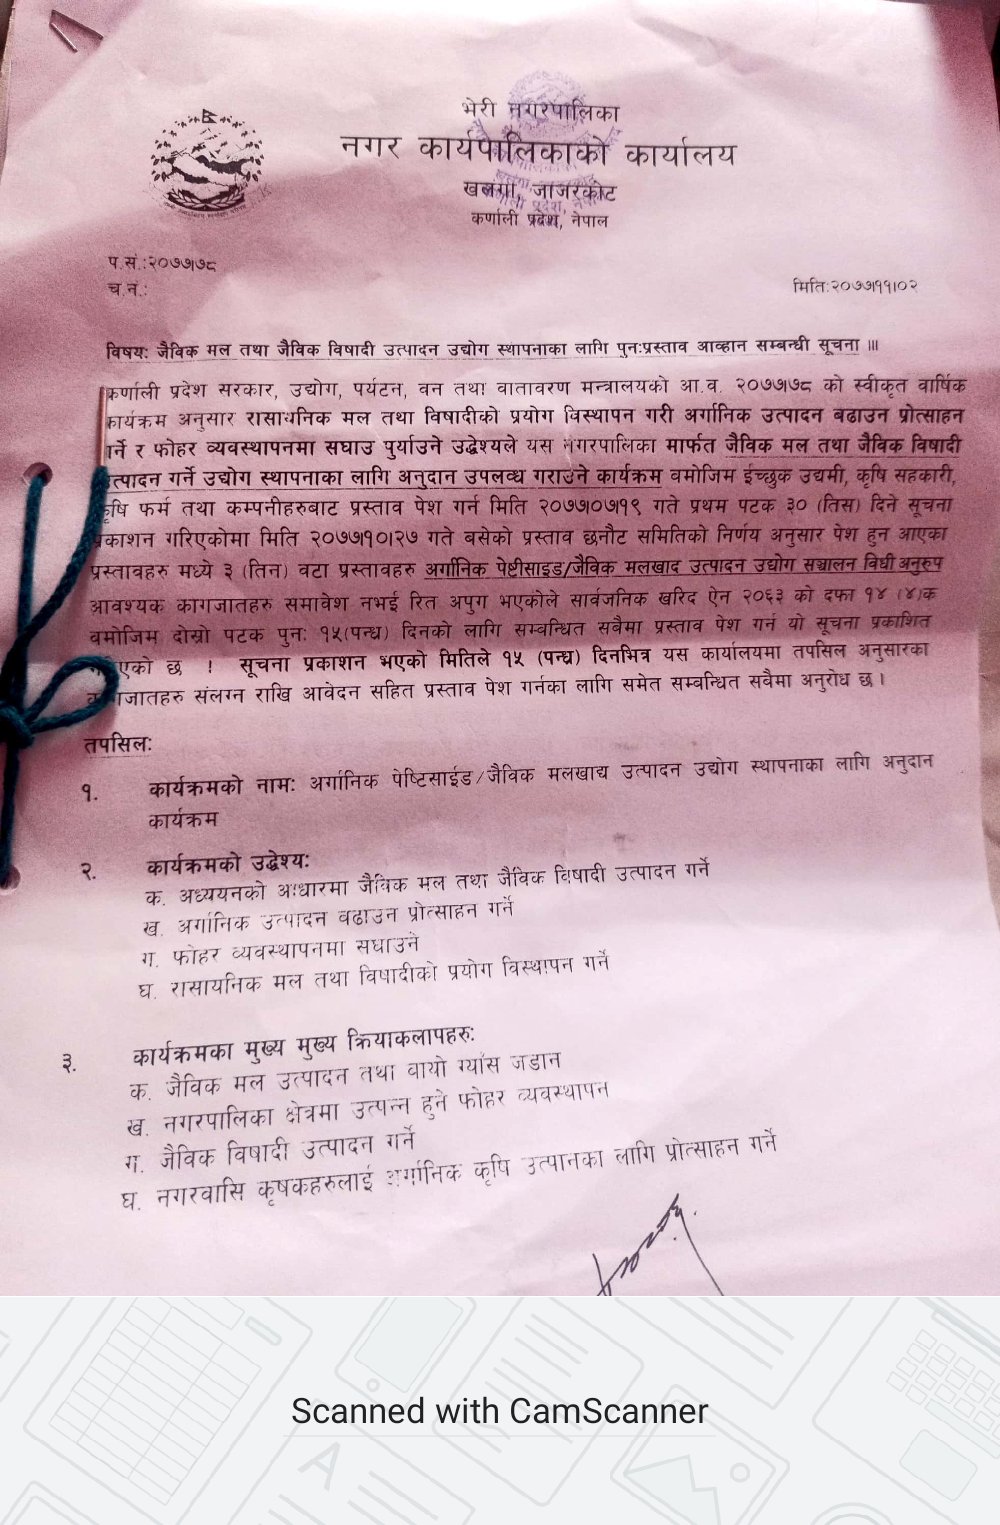 भेरी नगरपालिका
नगर कार्यपालिकाको कार्यालय
खलंगा, जाजरकोट
कर्णाली प्रदेश, नेपाल
प.सं.:२०७७।७८
च.नं.:
मिति:२०७७।११।०२
विषय: जैविक मल तथा जैविक विषादी उत्पादन उद्योग स्थापनाका लागि पुन:प्रस्ताव आव्हान सम्बन्धी सूचना ॥।
कर्णाली प्रदेश सरकार, उद्योग, पर्यटन, वन तथा वातावरण मन्त्रालयको आ.व. २०७७।७८ को स्वीकृत वार्षिक
कार्यक्रम अनुसार रासायनिक मल तथा विषादीको प्रयोग विस्थापन गरी अर्गानिक उत्पादन बढाउन प्रोत्साहन
गर्ने र फोहर व्यवस्थापनमा सघाउ पुर्याउने उद्धेश्यले यस नगरपालिका मार्फत जैविक मल तथा जैविक विषादी
उत्पादन गर्ने उद्योग स्थापनाका लागि अनुदान उपलब्ध गराउने कार्यक्रम वमोजिम ईच्छुक उद्यमी, कृषि सहकारी,
कृषि फर्म तथा कम्पनीहरुबाट प्रस्ताव पेश गर्न मिति २०७७।०७।१९ गते प्रथम पटक ३० (तिस) दिने सूचना
प्रकाशन गरिएकोमा मिति २०७७।१०।२७ गते बसेको प्रस्ताव छनौट समितिको निर्णय अनुसार पेश हुन आएका
प्रस्तावहरु मध्ये ३ (तिन) वटा प्रस्तावहरु अर्गानिक पेष्टीसाइड/जैविक मलखाद उत्पादन उद्योग सञ्चालन विधी अनुरुप
आवश्यक कागजातहरु समावेश नभई रित अपुग भएकोले सार्वजनिक खरिद ऐन २०६३ को दफा १४ (४)क
वमोजिम दोस्रो पटक पुन: १५(पन्ध्र) दिनको लागि सम्बन्धित सबैमा प्रस्ताव पेश गर्न यो सूचना प्रकाशित
गरिएको छ । सूचना प्रकाशन भएको मितिले १५ (पन्ध्र) दिनभित्र यस कार्यालयमा तपसिल अनुसारका
कागजातहरु संलग्न राखि आवेदन सहित प्रस्ताव पेश गर्नका लागि समेत सम्बन्धित सवैमा अनुरोध छ ।
तपसिल:
१. कार्यक्रमको नाम: अर्गानिक पेष्टिसाईड/जैविक मलखाद्य उत्पादन उद्योग स्थापनाका लागि अनुदान
कार्यक्रम
२. कार्यक्रमको उद्धेश्य:
क. अध्ययनको आधारमा जैविक मल तथा जैविक विषादी उत्पादन गर्ने
ख. अर्गानिक उत्पादन वढाउन प्रोत्साहन गर्ने
ग. फोहर व्यवस्थापनमा सघाउने
घ. रासायनिक मल तथा विषादीको प्रयोग विस्थापन गर्ने
३. कार्यक्रमका मुख्य मुख्य क्रियाकलापहरु:
क. जैविक मल उत्पादन तथा वायो ग्याँस जडान
ख. नगरपालिका क्षेत्रमा उत्पन्न हुने फोहर व्यवस्थापन
ग. जैविक विषादी उत्पादन गर्ने
घ. नगरवासि कृषकहरुलाई अर्गानिक कृषि उत्पानका लागि प्रोत्साहन गर्ने
Scanned with CamScanner